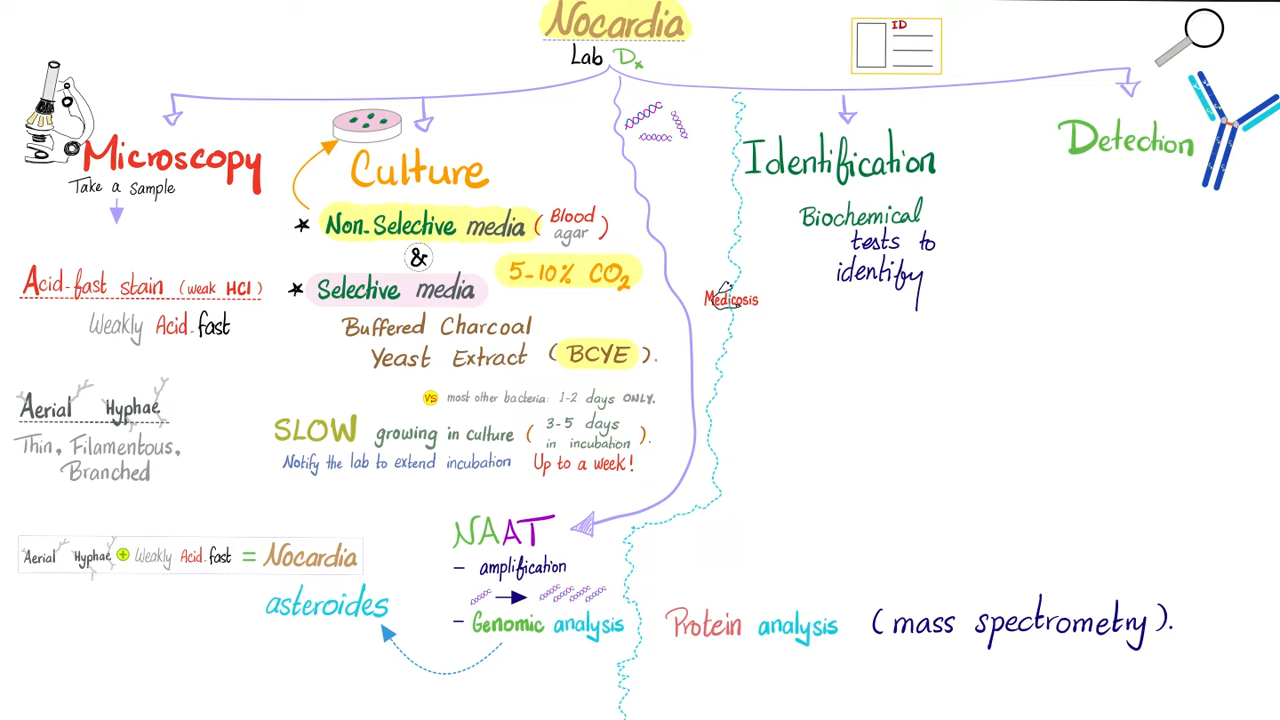 Nocardia
Lab Dx
ID
Microscopy
Take a Sample
Acid-fast stain (weak HCl)
Weakly Acid-fast
Aerial Hyphae
Thin, Filamentous,
Branched
Aerial Hyphae + Weakly Acid-fast = Nocardia
asteroides
Culture
* Non-Selective media (Blood agar)
&
5-10% CO2
* Selective media
Buffered Charcoal
Yeast Extract (BCYE).
VS most other bacteria: 1-2 days ONLY.
SLOW growing in culture (3-5 days in incubation).
Notify the lab to extend incubation Up to a week!
NAAT
- amplification
- Genomic analysis
Identification
Biochemical
tests to
identify
Medicosis
Protein analysis (mass spectrometry).
Detection